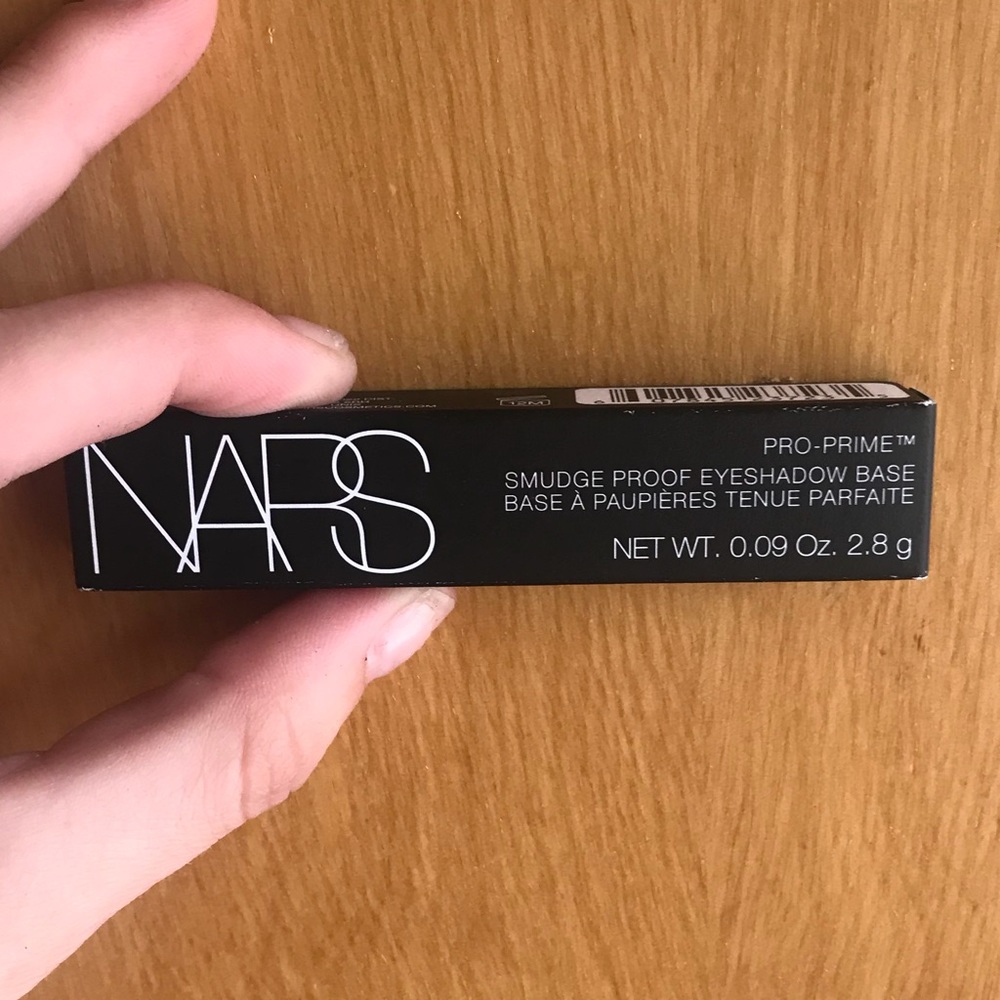 12M
NARS
PRO-PRIME™
SMUDGE PROOF EYESHADOW BASE
BASE À PAUPIÈRES TENUE PARFAITE
NET WT. 0.09 Oz. 2.8 g